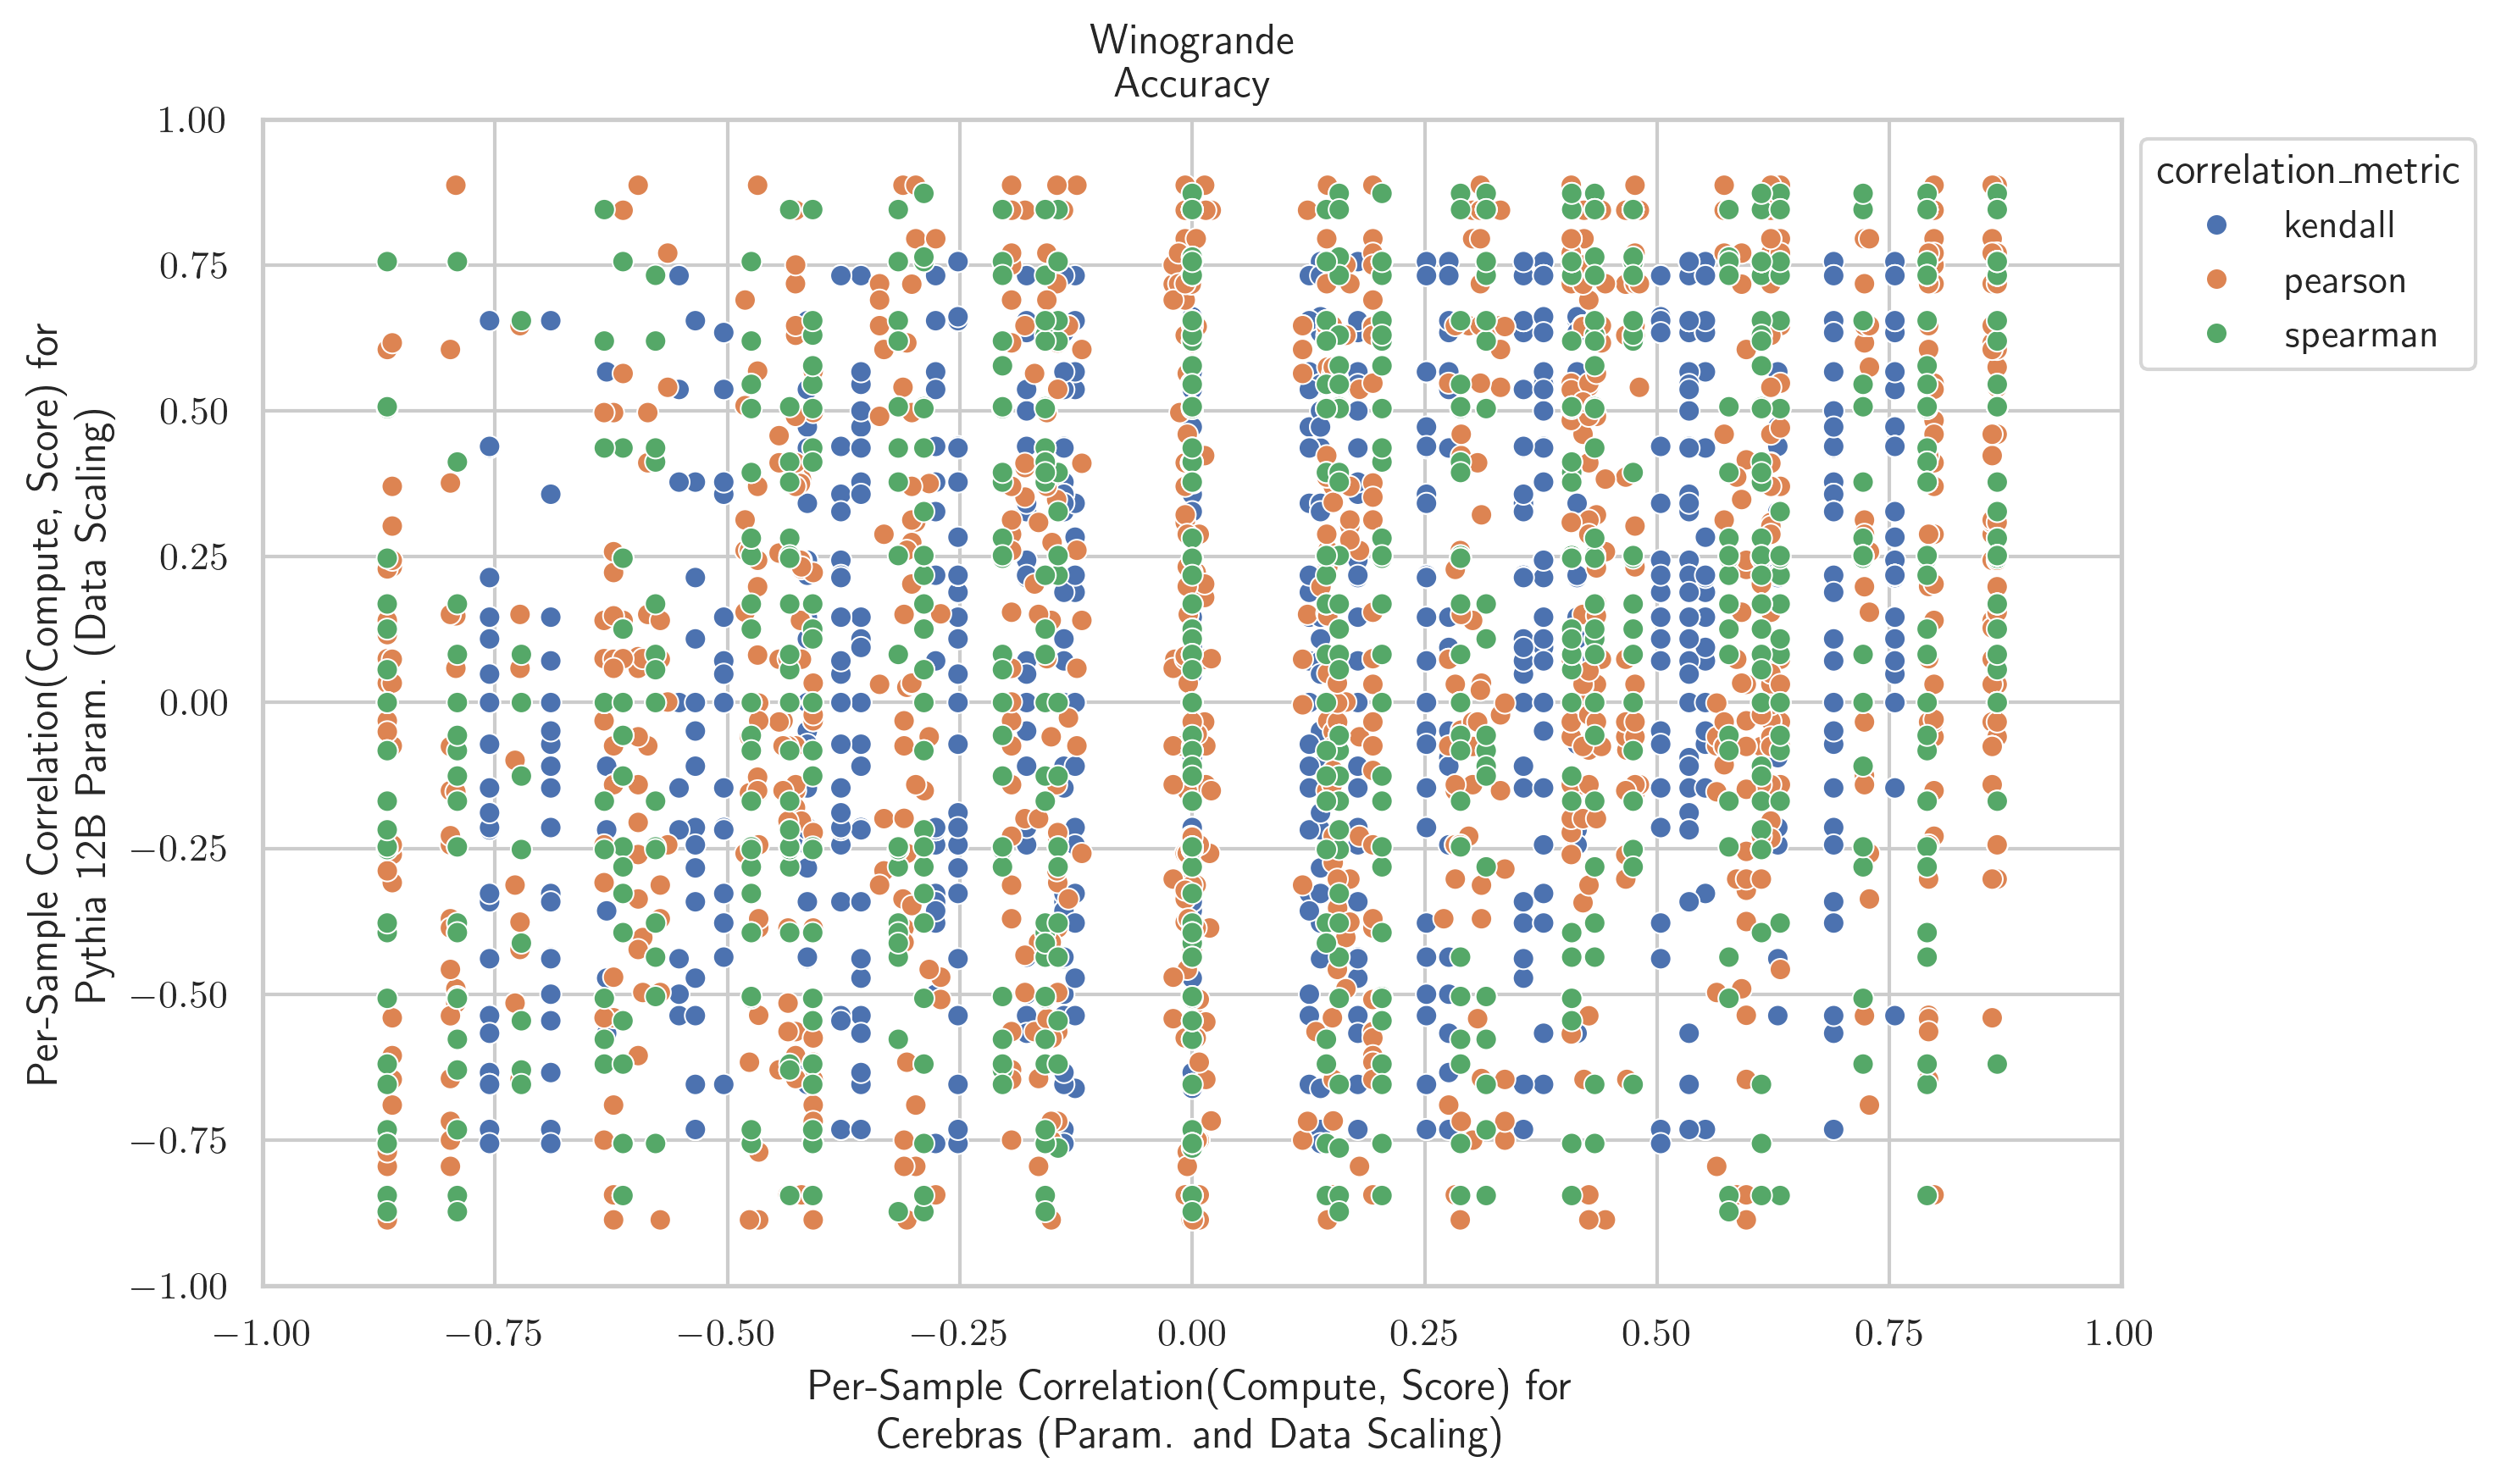 Winogrande
Accuracy
Per-Sample Correlation(Compute, Score) for
Pythia 12B Param. (Data Scaling)
1.00
0.75
0.50
0.25
0.00
−0.25
−0.50
−0.75
−1.00
−1.00 −0.75 −0.50 −0.25 0.00 0.25 0.50 0.75 1.00
Per-Sample Correlation(Compute, Score) for
Cerebras (Param. and Data Scaling)
correlation_metric
kendall
pearson
spearman